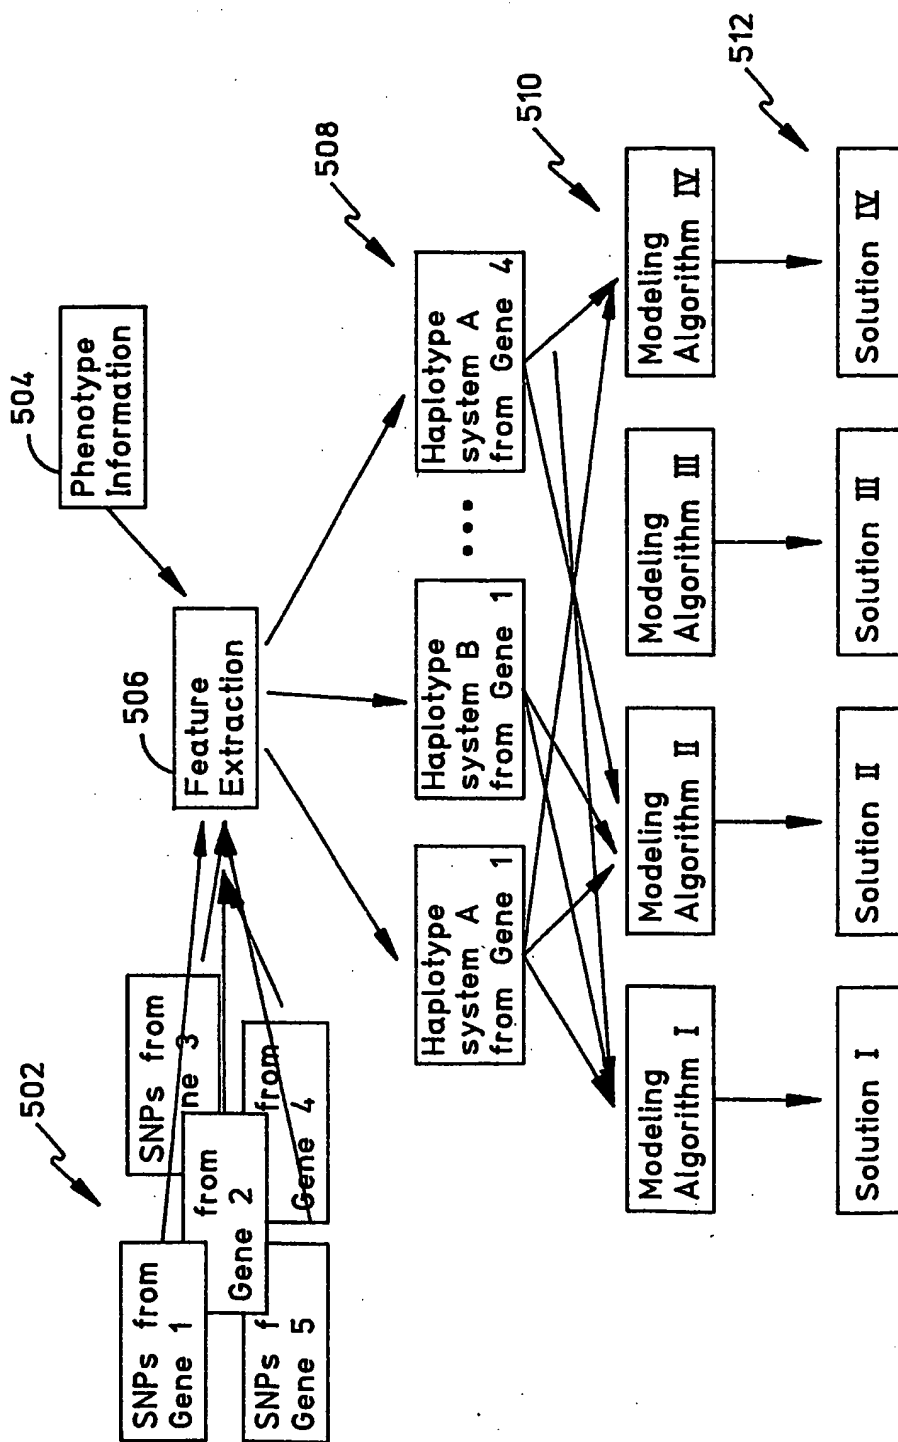 502
SNPs from
Gene 1
SNPs from
ne 3
from
Gene 2
from
Gene 4
SNPs f
Gene 5
504
Phenotype
Information
506
Feature
Extraction
508
Haplotype
system A
from Gene 1
Haplotype
system B
from Gene 1
•••
Haplotype
system A
from Gene 4
510
Modeling
Algorithm I
Modeling
Algorithm II
Modeling
Algorithm III
Modeling
Algorithm IV
512
Solution I
Solution II
Solution III
Solution IV